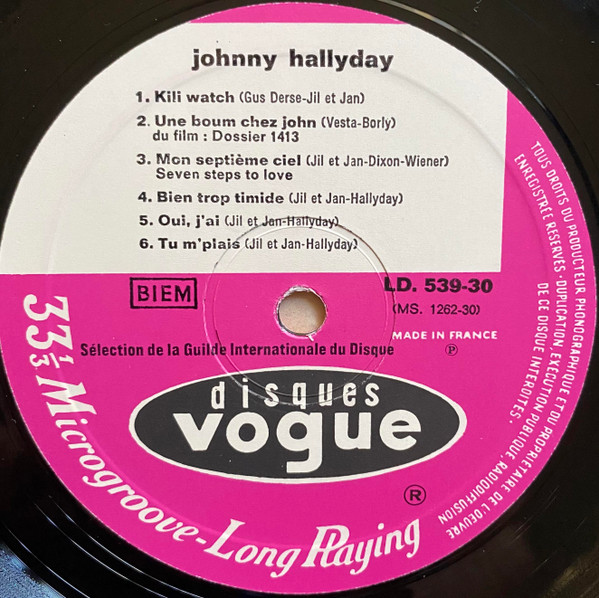 johnny hallyday
1. Kili watch (Gus Derse-Jil et Jan)
2. Une boum chez john (Vesta-Borly)
du film : Dossier 1413
3. Mon septième ciel (Jil et Jan-Dixon-Wiener)
Seven steps to love
4. Bien trop timide (Jil et Jan-Hallyday)
5. Oui, j'ai (Jil et Jan-Hallyday)
6. Tu m'plais (Jil et Jan-Hallyday)
BIEM
LD. 539-30
(MS. 1262-30)
MADE IN FRANCE
Sélection de la Guilde Internationale du Disque
℗
disques
vogue
®
33 1/3 Microgroove-Long Playing
TOUS DROITS DU PRODUCTEUR PHONOGRAPHIQUE ET DU PROPRIETAIRE DE L'OEUVRE
ENREGISTREE RESERVES. DUPLICATION, EXECUTION PUBLIQUE, RADIODIFFUSION
DE CE DISQUE INTERDITES.